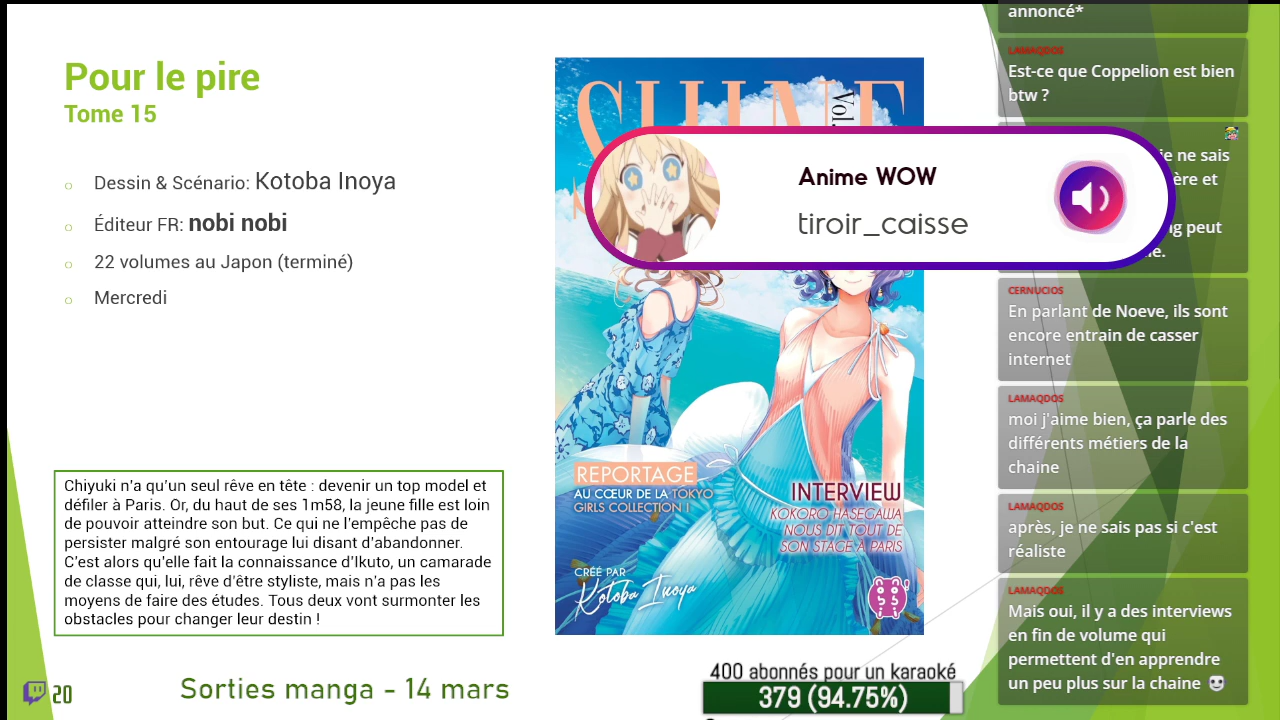 Pour le pire
Tome 15
Dessin & Scénario: Kotoba Inoya
Éditeur FR: nobi nobi
22 volumes au Japon (terminé)
Mercredi
Chiyuki n'a qu'un seul rêve en tête : devenir un top model et
défiler à Paris. Or, du haut de ses 1m58, la jeune fille est loin
de pouvoir atteindre son but. Ce qui ne l'empêche pas de
persister malgré son entourage lui disant d'abandonner.
C'est alors qu'elle fait la connaissance d'Ikuto, un camarade
de classe qui, lui, rêve d'être styliste, mais n'a pas les
moyens de faire des études. Tous deux vont surmonter les
obstacles pour changer leur destin !
20
Sorties manga - 14 mars
Vol.
Anime WOW
tiroir_caisse
REPORTAGE
AU CŒUR DE LA TOKYO
GIRLS COLLECTION !
INTERVIEW
KOKORO HASEGAWA
NOUS DIT TOUT DE
SON STAGE À PARIS
CRÉÉ PAR
Kotoba Inoya
400 abonnés pour un karaoké
379 (94.75%)
annoncé*
LAMAQDOS
Est-ce que Coppelion est bien
btw ?
je ne sais
et
peut
CERNUCIOS
En parlant de Noeve, ils sont
encore entrain de casser
internet
LAMAQDOS
moi j'aime bien, ça parle des
différents métiers de la
chaine
LAMAQDOS
après, je ne sais pas si c'est
réaliste
LAMAQDOS
Mais oui, il y a des interviews
en fin de volume qui
permettent d'en apprendre
un peu plus sur la chaine